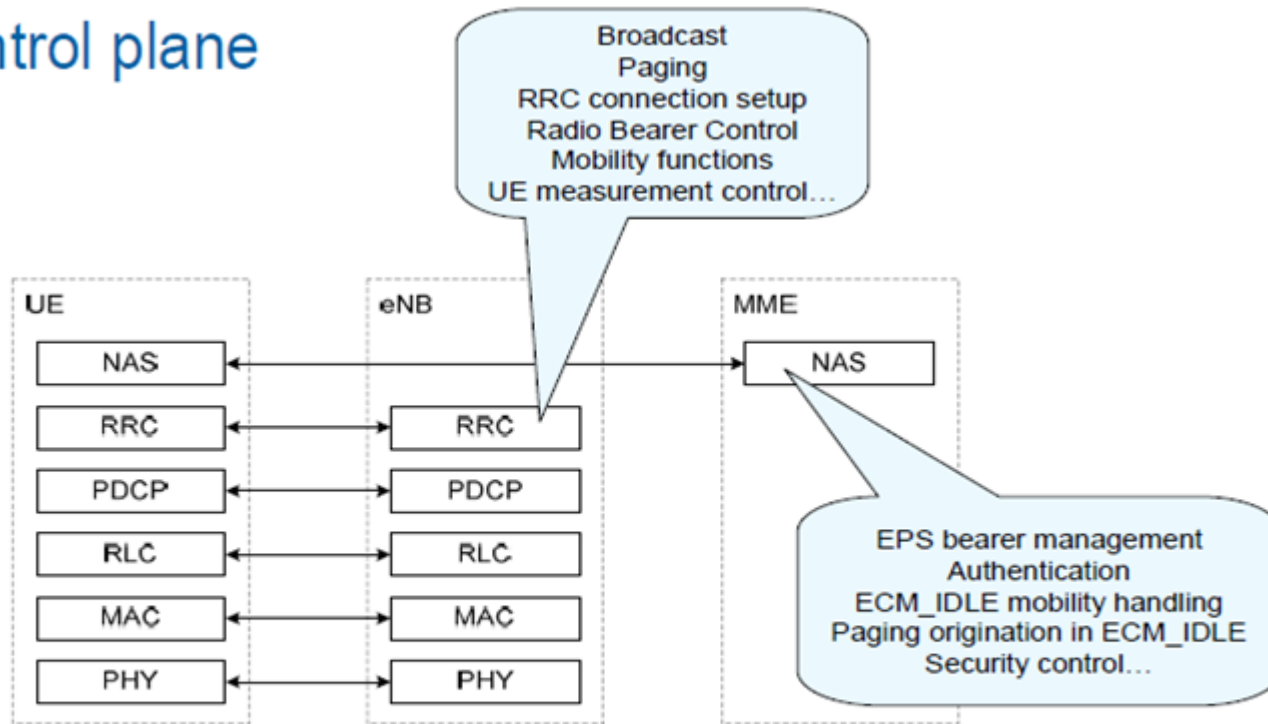 ntrol plane
Broadcast
Paging
RRC connection setup
Radio Bearer Control
Mobility functions
UE measurement control...
UE
eNB
MME
NAS
NAS
RRC
RRC
PDCP
PDCP
RLC
RLC
MAC
MAC
PHY
PHY
EPS bearer management
Authentication
ECM_IDLE mobility handling
Paging origination in ECM_IDLE
Security control...